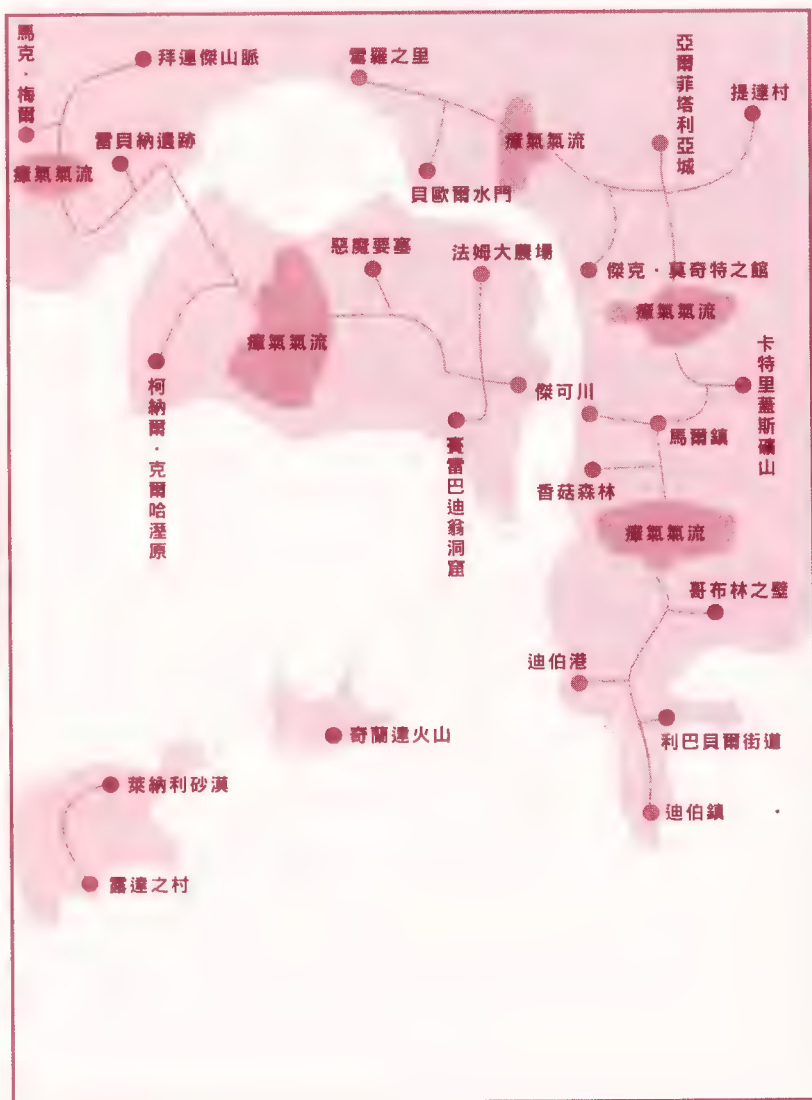 馬克·梅爾
拜連傑山脈
雷貝納遺跡
瘴氣氣流
雷羅之里
貝歐爾水門
瘴氣氣流
亞爾菲塔利亞城
提達村
傑克·莫奇特之館
瘴氣氣流
惡魔要塞
法姆大農場
瘴氣氣流
柯納爾·克爾哈溼原
傑可川
賽雷巴迪翁洞窟
馬爾鎮
卡特里蓋斯礦山
香菇森林
瘴氣氣流
哥布林之壁
迪伯港
利巴貝爾街道
迪伯鎮
奇蘭達火山
萊納利砂漠
露達之村